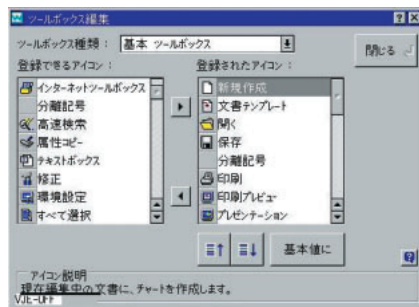 ツールボックス編集
ツールボックス種類： 基本 ツールボックス
閉じる
登録できるアイコン：
インターネットツールボックス
分離記号
高速検索
属性コピー
テキストボックス
修正
環境設定
すべて選択
登録されたアイコン：
新規作成
文書テンプレート
開く
保存
分離記号
印刷
印刷プレビュー
プレゼンテーション
基本値に
アイコン説明
現在編集中の文書に、チャートを作成します。
VJE-OFF